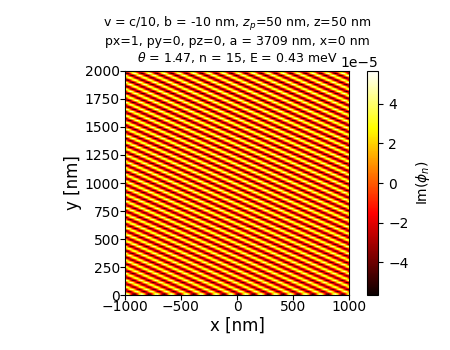 v = c/10, b = -10 nm, z_p=50 nm, z=50 nm
px=1, py=0, pz=0, a = 3709 nm, x=0 nm
θ = 1.47, n = 15, E = 0.43 meV
1e−5
2000
1750
1500
1250
1000
750
500
250
0
y [nm]
−1000
−500
0
500
1000
x [nm]
4
2
0
−2
−4
Im(ϕ_n)